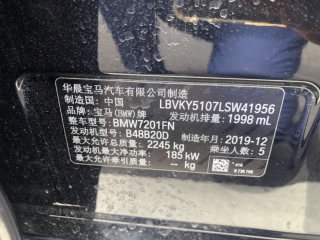 华晨宝马汽车有限公司制造
制造国：中国 LBVKY5107LSW41956
品牌：宝马(BMW)牌 发动机排量：1998 mL
整车型号：BMW7201FN
发动机型号：B48B20D 制造年月：2019-12
最大允许总质量：2245 kg 乘坐人数：5
发动机最大净功率：185 kW
最大允许牵引质量：-- kg